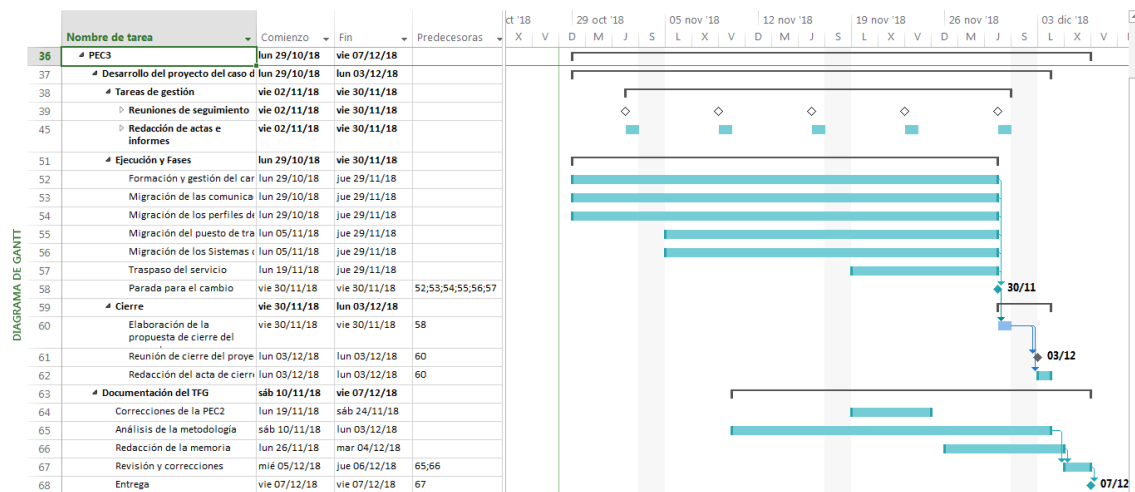 ct '18 29 oct '18 05 nov '18 12 nov '18 19 nov '18 26 nov '18 03 dic '18
Nombre de tarea Comienzo Fin Predecesoras X V D M J S L X V D M J S L X V D M J S L X V
36 PEC3 lun 29/10/18 vie 07/12/18
37 Desarrollo del proyecto del caso d lun 29/10/18 lun 03/12/18
38 Tareas de gestión vie 02/11/18 vie 30/11/18
39 Reuniones de seguimiento vie 02/11/18 vie 30/11/18
45 Redacción de actas e vie 02/11/18 vie 30/11/18
informes
51 Ejecución y Fases lun 29/10/18 vie 30/11/18
52 Formación y gestión del car lun 29/10/18 jue 29/11/18
53 Migración de las comunica lun 29/10/18 jue 29/11/18
54 Migración de los perfiles de lun 29/10/18 jue 29/11/18
55 Migración del puesto de tra lun 05/11/18 jue 29/11/18
56 Migración de los Sistemas lun 05/11/18 jue 29/11/18
57 Traspaso del servicio lun 19/11/18 jue 29/11/18
58 Parada para el cambio vie 30/11/18 vie 30/11/18 52;53;54;55;56;57 30/11
59 Cierre vie 30/11/18 lun 03/12/18
60 Elaboración de la vie 30/11/18 vie 30/11/18 58
propuesta de cierre del
61 Reunión de cierre del proye lun 03/12/18 lun 03/12/18 60 03/12
62 Redacción del acta de cierr lun 03/12/18 lun 03/12/18 60
63 Documentación del TFG sáb 10/11/18 vie 07/12/18
64 Correcciones de la PEC2 lun 19/11/18 sáb 24/11/18
65 Análisis de la metodología sáb 10/11/18 lun 03/12/18
66 Redacción de la memoria lun 26/11/18 mar 04/12/18
67 Revisión y correcciones mié 05/12/18 jue 06/12/18 65;66
68 Entrega vie 07/12/18 vie 07/12/18 67 07/12
DIAGRAMA DE GANTT